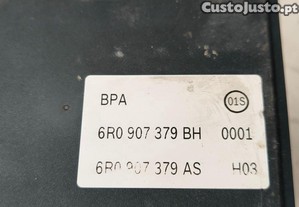 CustoJusto.pt
BPA 01S
6R0 907 379 BH 0001
6R0 907 379 AS H03